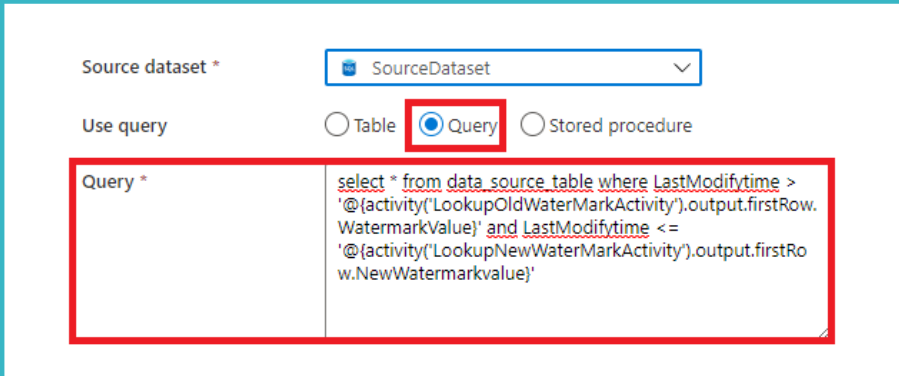 Source dataset *
SourceDataset
Use query
Table
Query
Stored procedure
Query *
select * from data_source_table where LastModifytime >
'@{activity('LookupOldWaterMarkActivity').output.firstRow.
WatermarkValue}' and LastModifytime <=
'@{activity('LookupNewWaterMarkActivity').output.firstRo
w.NewWatermarkvalue}'